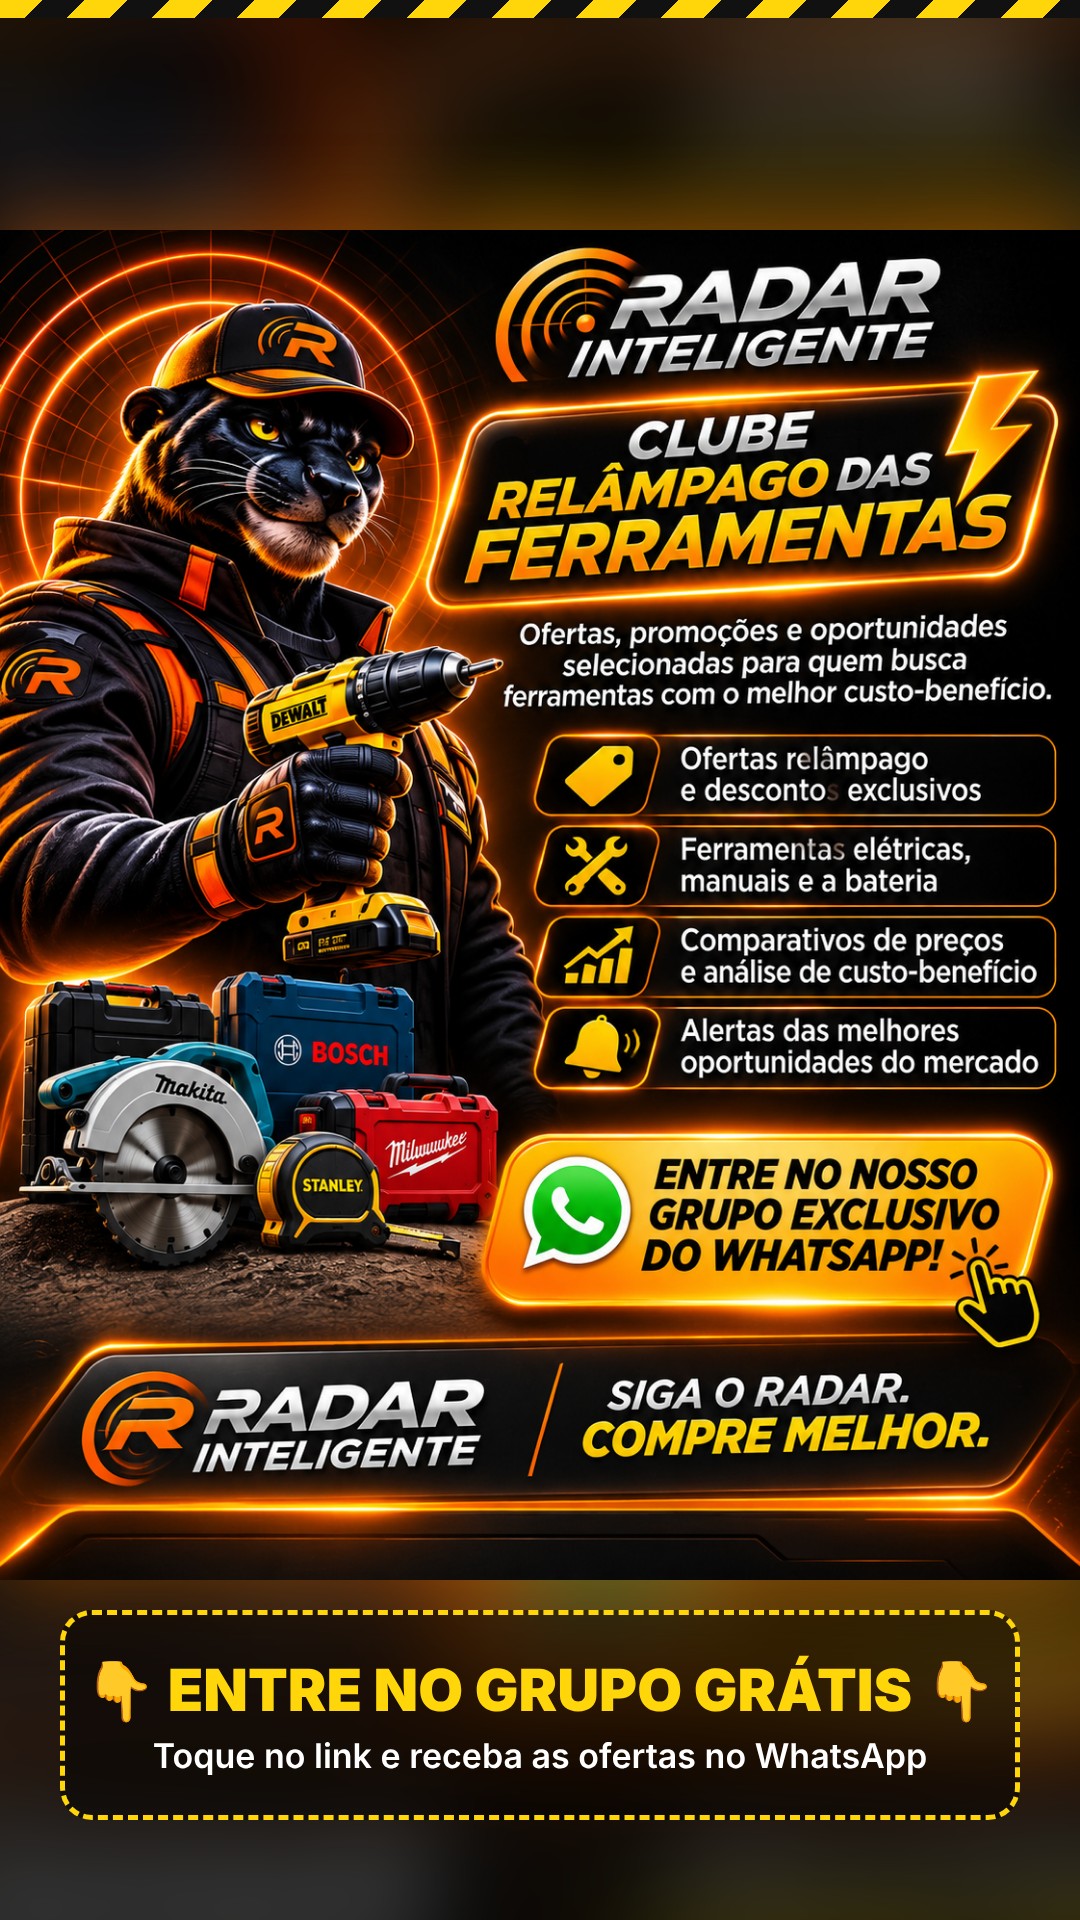 R
RADAR
INTELIGENTE
CLUBE
RELÂMPAGO DAS
FERRAMENTAS
Ofertas, promoções e oportunidades
selecionadas para quem busca
ferramentas com o melhor custo-benefício.
R
DEWALT
R
Ofertas relâmpago
e descontos exclusivos
Ferramentas elétricas,
manuais e a bateria
Comparativos de preços
e análise de custo-benefício
Alertas das melhores
oportunidades do mercado
BOSCH
makita
Milwuukee
STANLEY.
ENTRE NO NOSSO
GRUPO EXCLUSIVO
DO WHATSAPP!
R RADAR
INTELIGENTE
SIGA O RADAR.
COMPRE MELHOR.
👇 ENTRE NO GRUPO GRÁTIS 👇
Toque no link e receba as ofertas no WhatsApp